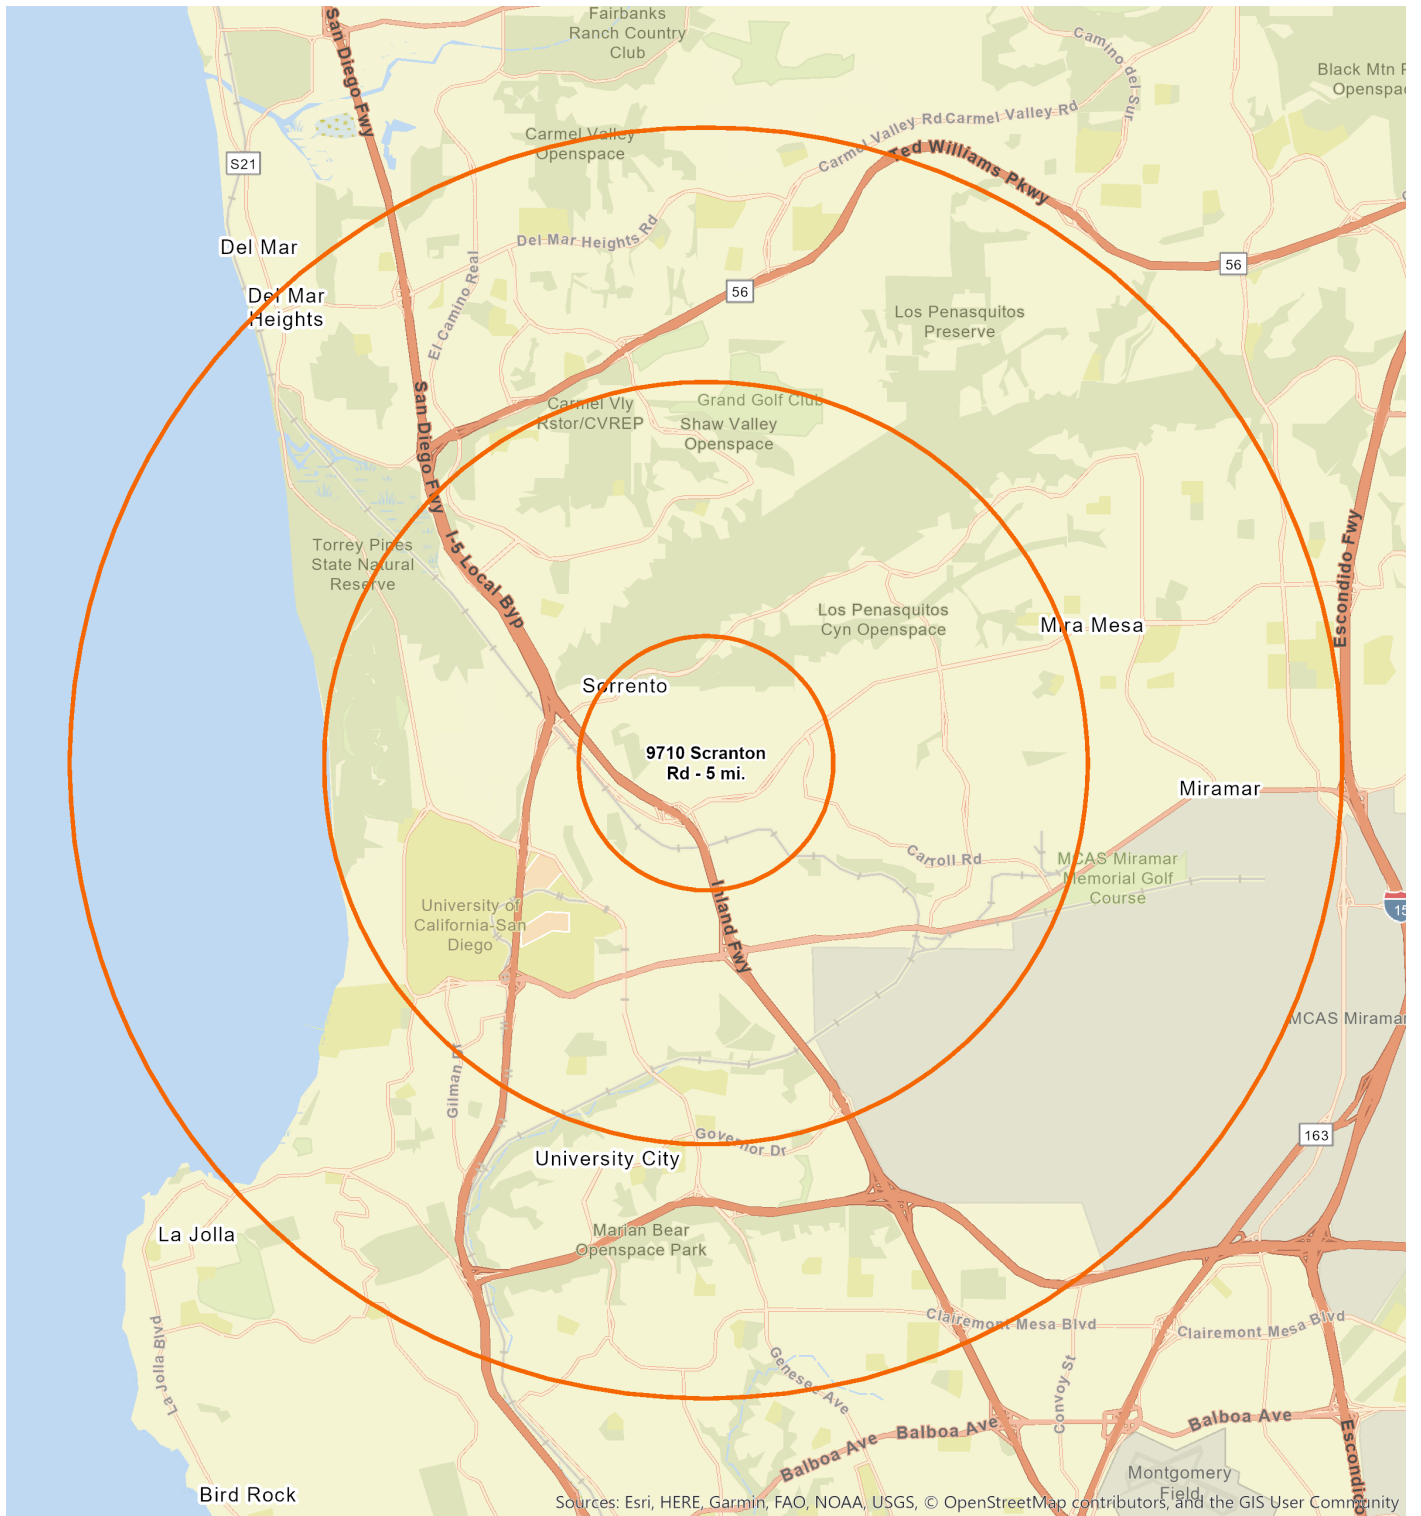 Fairbanks
Ranch Country
Club
San Diego Fwy
Camino del Sur
Black Mtn
Openspac
Carmel Valley Rd
Carmel Valley Rd
Carmel Valley
Openspace
Ted Williams Pkwy
S21
Del Mar Heights Rd
Del Mar
El Camino Real
56
56
Del Mar
Heights
Los Penasquitos
Preserve
Carmel Vly
Rstor/CVREP
Grand Golf Club
Shaw Valley
Openspace
San Diego Fwy
I-5 Local Byp
Torrey Pines
State Natural
Reserve
Escondido Fwy
Los Penasquitos
Cyn Openspace
Mira Mesa
Sorrento
9710 Scranton
Rd - 5 mi.
Miramar
Carroll Rd
MCAS Miramar
Memorial Golf
Course
University of
California-San
Diego
Inland Fwy
15
MCAS Miramar
Gilman Dr
Governor Dr
163
University City
La Jolla
Marian Bear
Openspace Park
Clairemont Mesa Blvd
Clairemont Mesa Blvd
La Jolla Blvd
Genesee Ave
Convoy St
Balboa Ave
Balboa Ave
Balboa Ave
Escondido
Montgomery
Field
Bird Rock
Sources: Esri, HERE, Garmin, FAO, NOAA, USGS, © OpenStreetMap contributors, and the GIS User Community